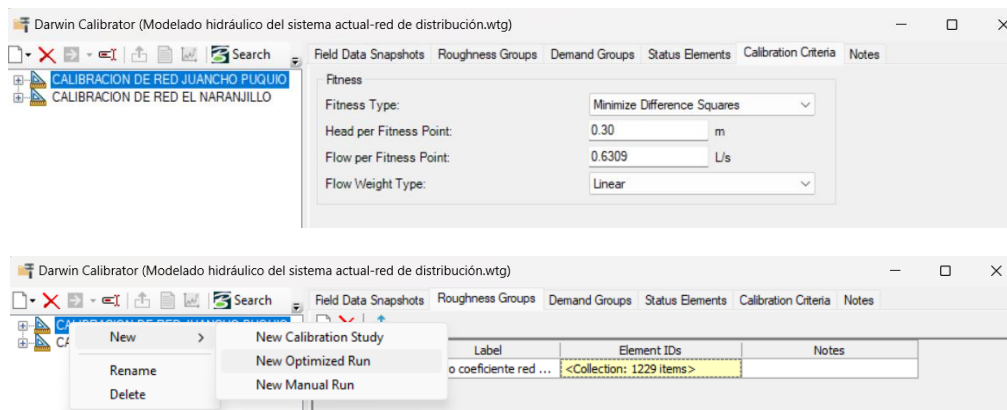 Darwin Calibrator (Modelado hidráulico del sistema actual-red de distribución.wtg)
Search Field Data Snapshots Roughness Groups Demand Groups Status Elements Calibration Criteria Notes
CALIBRACION DE RED JUANCHO PUQUIO
CALIBRACION DE RED EL NARANJILLO
Fitness
Fitness Type: Minimize Difference Squares
Head per Fitness Point: 0.30 m
Flow per Fitness Point: 0.6309 L/s
Flow Weight Type: Linear
Darwin Calibrator (Modelado hidráulico del sistema actual-red de distribución.wtg)
Search Field Data Snapshots Roughness Groups Demand Groups Status Elements Calibration Criteria Notes
New
Rename
Delete
New Calibration Study
New Optimized Run
New Manual Run
Label Element IDs Notes
o coeficiente red ... <Collection: 1229 items>